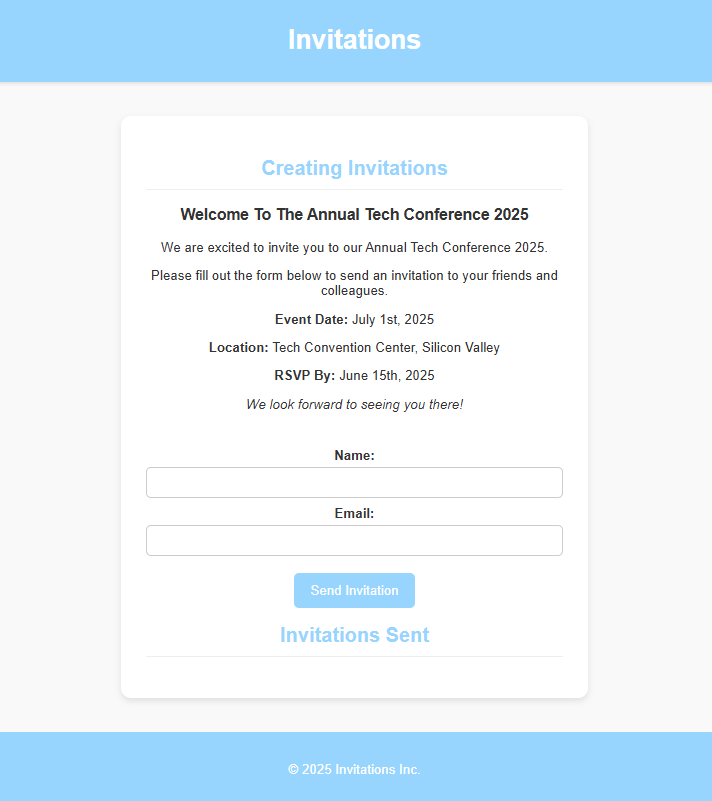 Invitations
Creating Invitations
Welcome To The Annual Tech Conference 2025
We are excited to invite you to our Annual Tech Conference 2025.
Please fill out the form below to send an invitation to your friends and
colleagues.
Event Date: July 1st, 2025
Location: Tech Convention Center, Silicon Valley
RSVP By: June 15th, 2025
We look forward to seeing you there!
Name:
Email:
Send Invitation
Invitations Sent
© 2025 Invitations Inc.